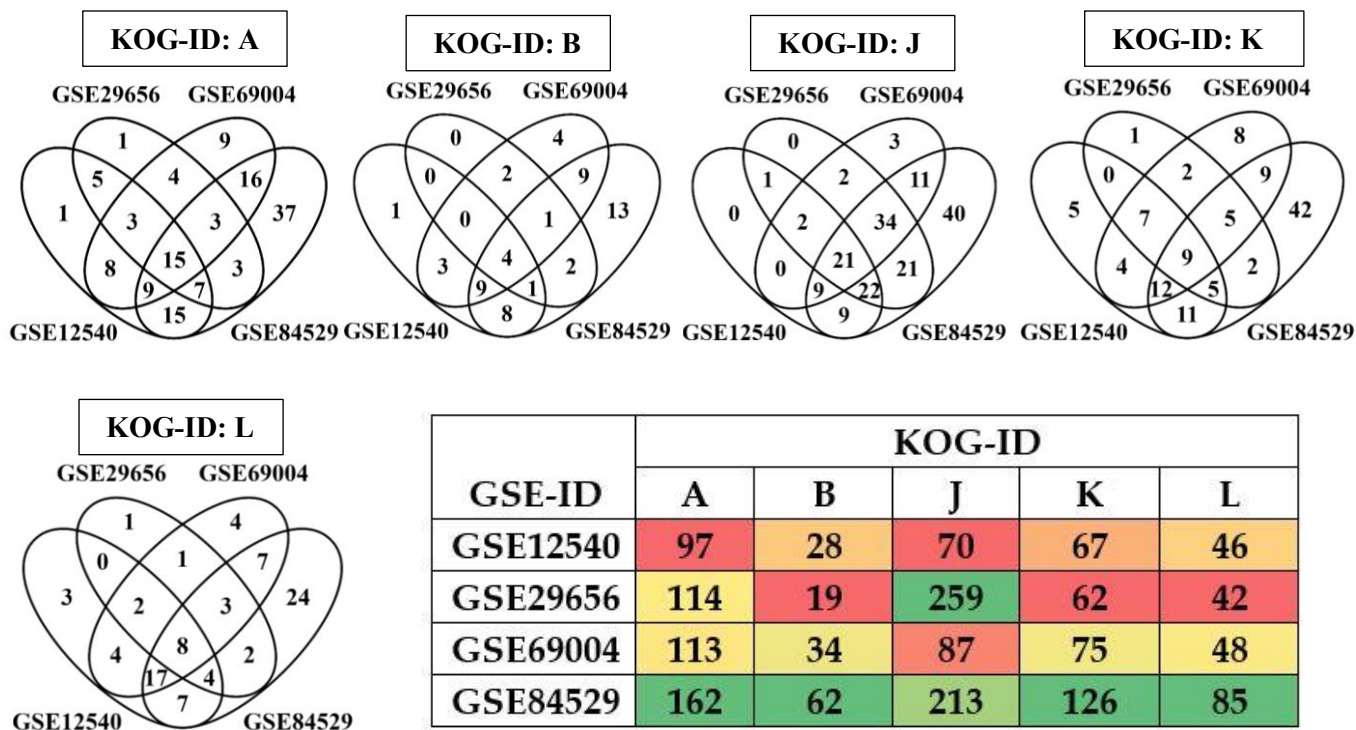 KOG-ID: A
GSE29656 GSE69004
1 9
5 4 16
1 3 3 37
8 15 3
9 7
15
GSE12540 GSE84529
KOG-ID: B
GSE29656 GSE69004
0 4
0 2 9
1 0 1 13
3 4 2
9 1
8
GSE12540 GSE84529
KOG-ID: J
GSE29656 GSE69004
0 3
1 2 11
0 2 34 40
0 21 21
9 22
9
GSE12540 GSE84529
KOG-ID: K
GSE29656 GSE69004
1 8
0 2 9
5 7 5 42
4 9 2
12 5
11
GSE12540 GSE84529
KOG-ID: L
GSE29656 GSE69004
1 4
0 1 7
3 2 3 24
4 8 2
17 4
7
GSE12540 GSE84529
KOG-ID
GSE-ID A B J K L
GSE12540 97 28 70 67 46
GSE29656 114 19 259 62 42
GSE69004 113 34 87 75 48
GSE84529 162 62 213 126 85